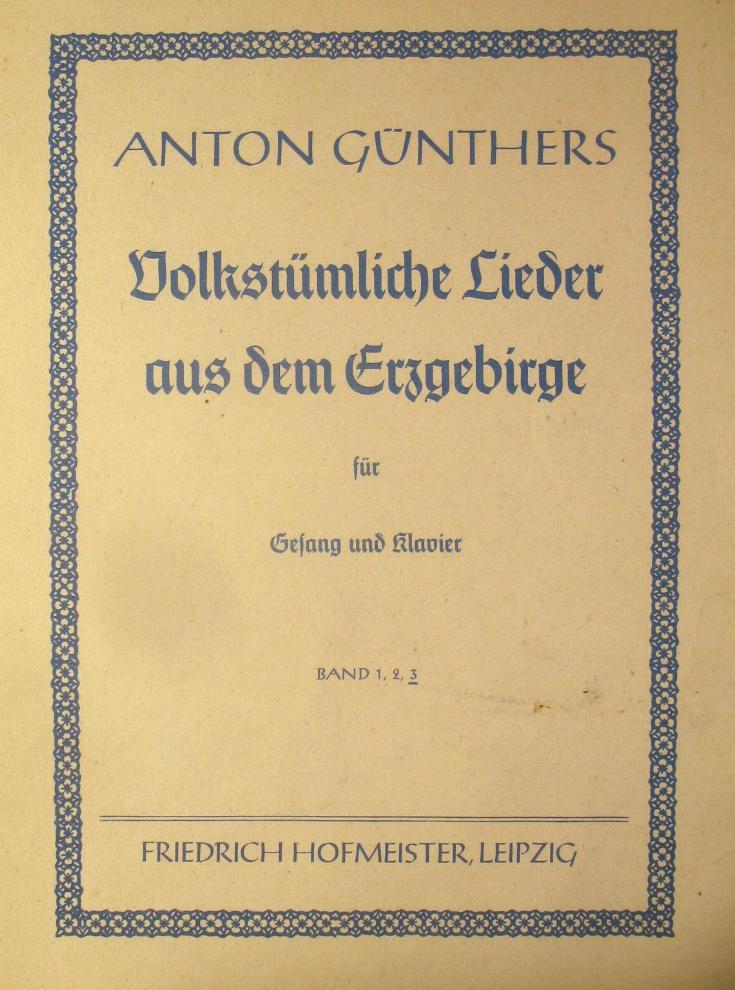 ANTON GÜNTHERS
Volkstümliche Lieder
aus dem Erzgebirge
für
Geſang und Klavier
BAND 1, 2, 3
FRIEDRICH HOFMEISTER, LEIPZIG